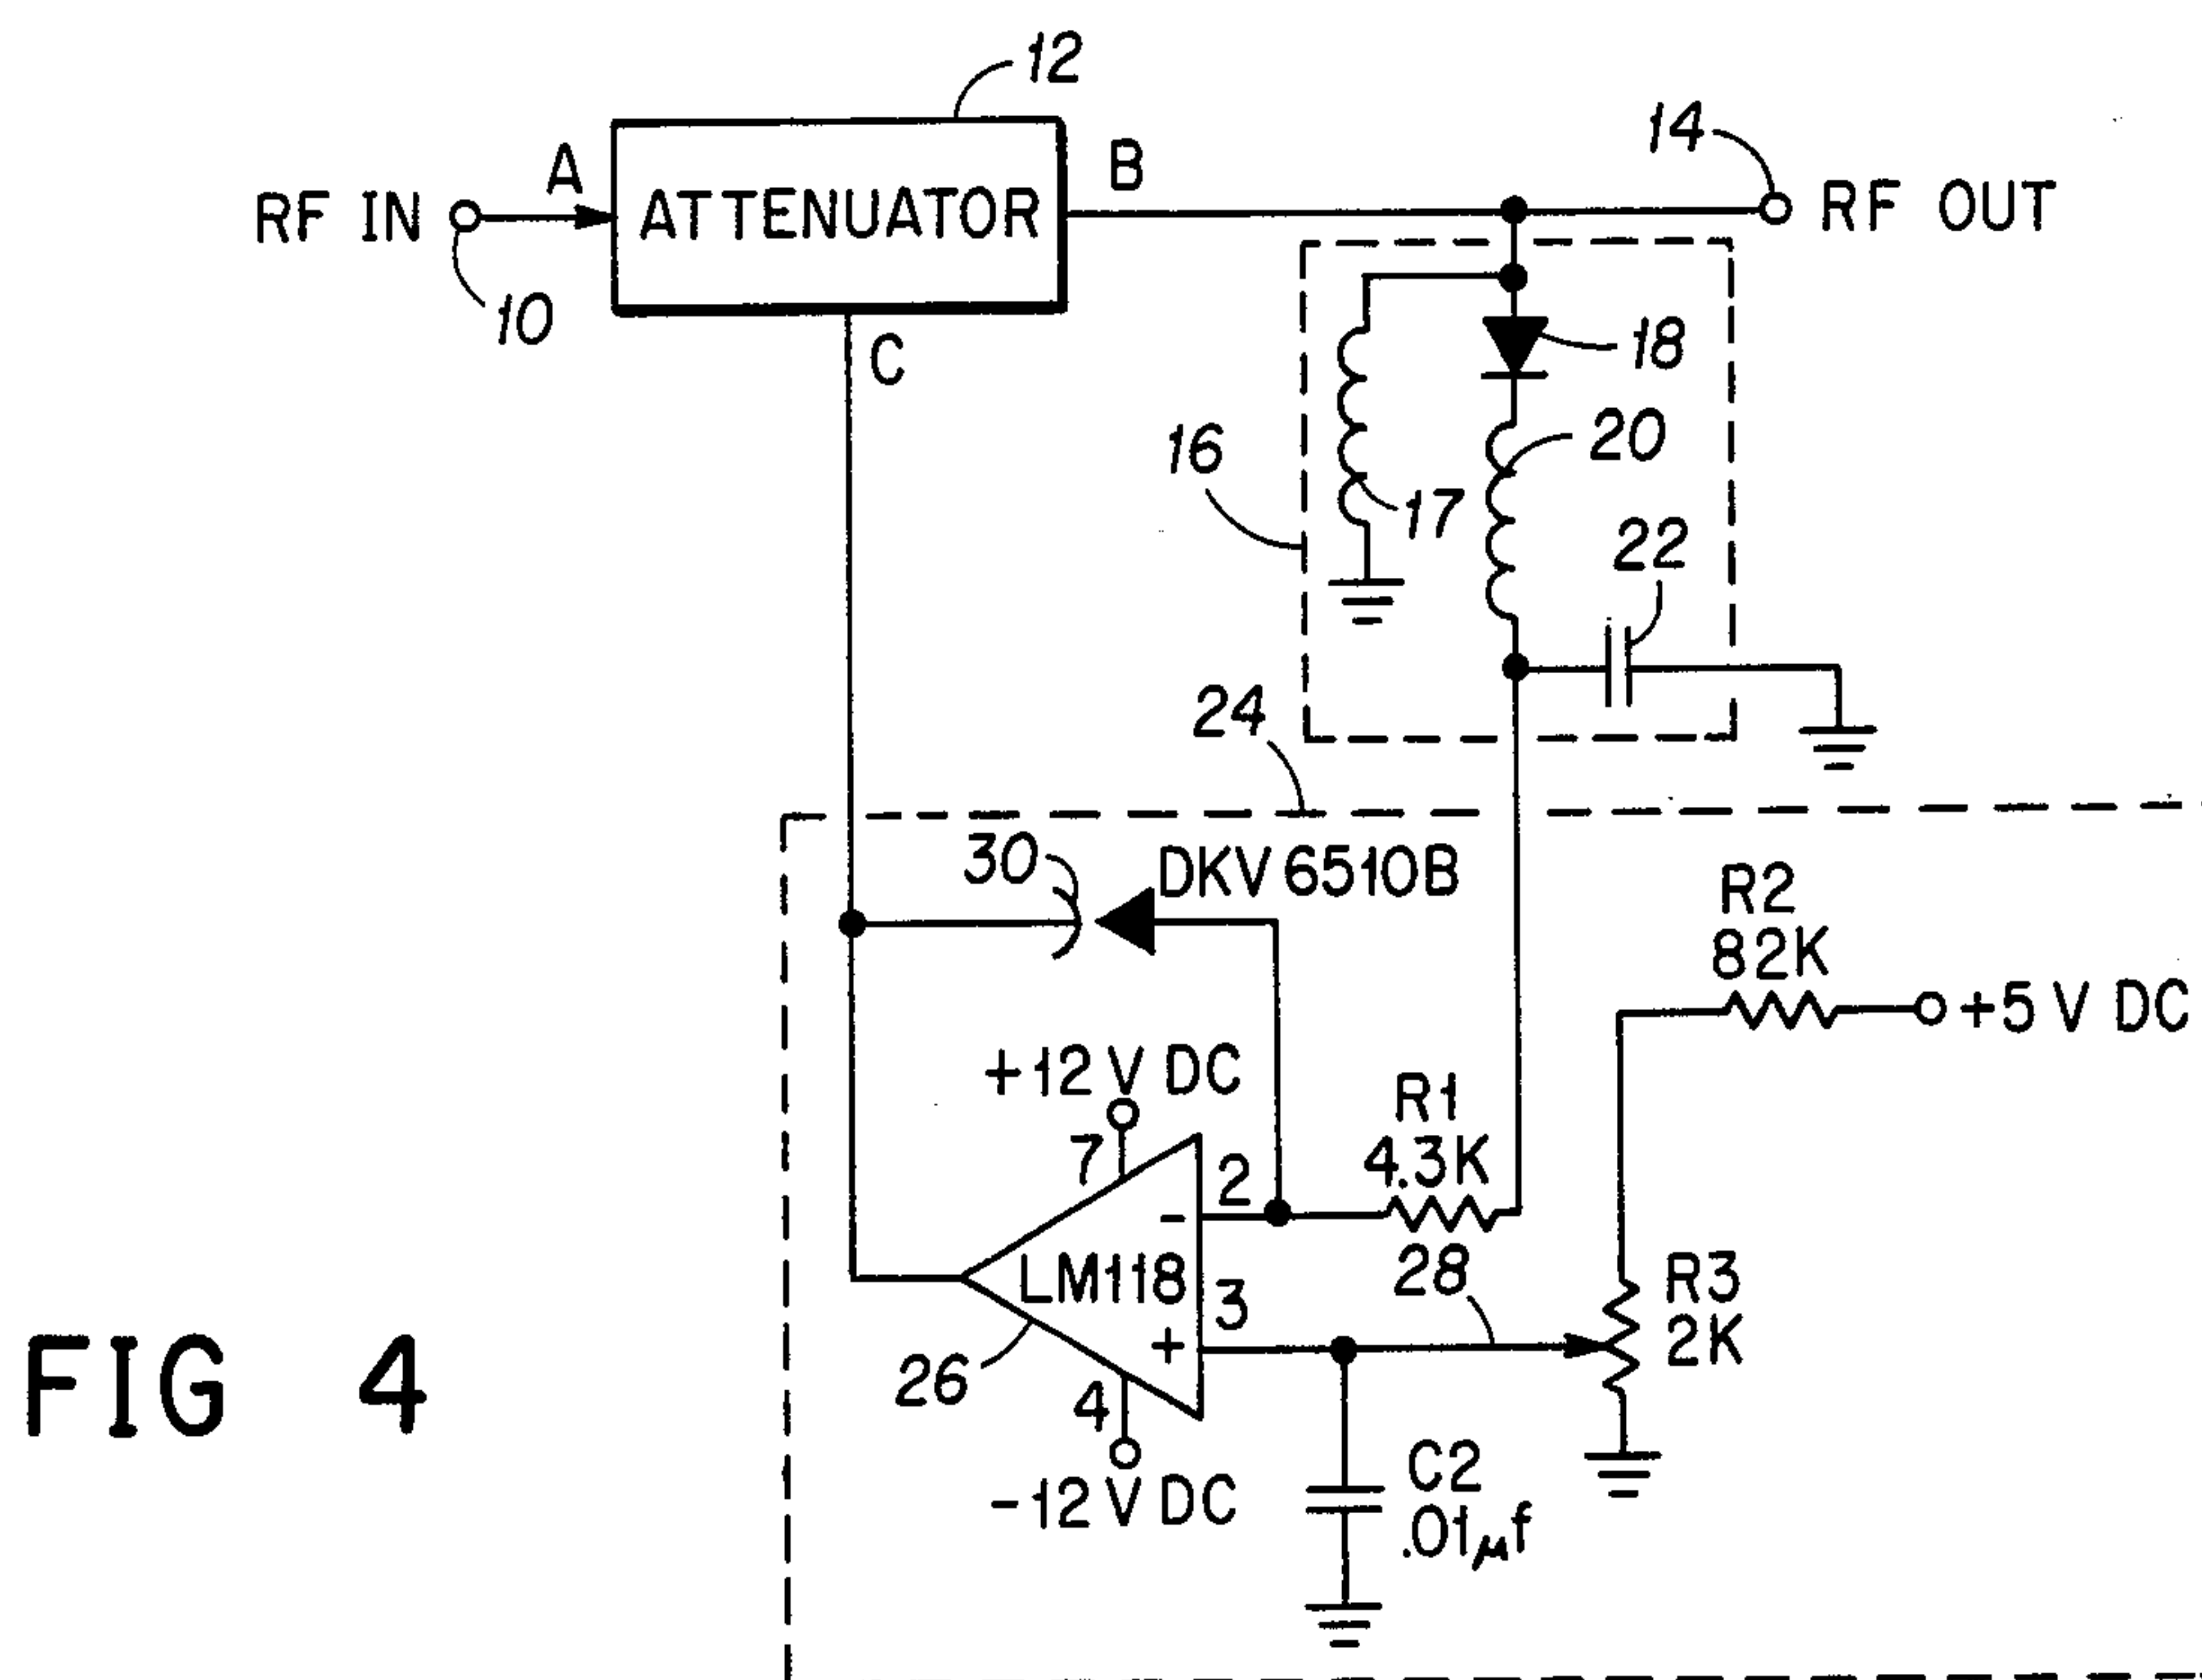 12
14
A
B
RF IN
ATTENUATOR
RF OUT
10
C
18
16
20
17
22
24
30
DKV 6510B
R2
82K
+5 V DC
+12 V DC
7
R1
4.3K
2
-
LM118
28
3
R3
2K
+
26
4
-12 V DC
C2
.01μf
FIG 4